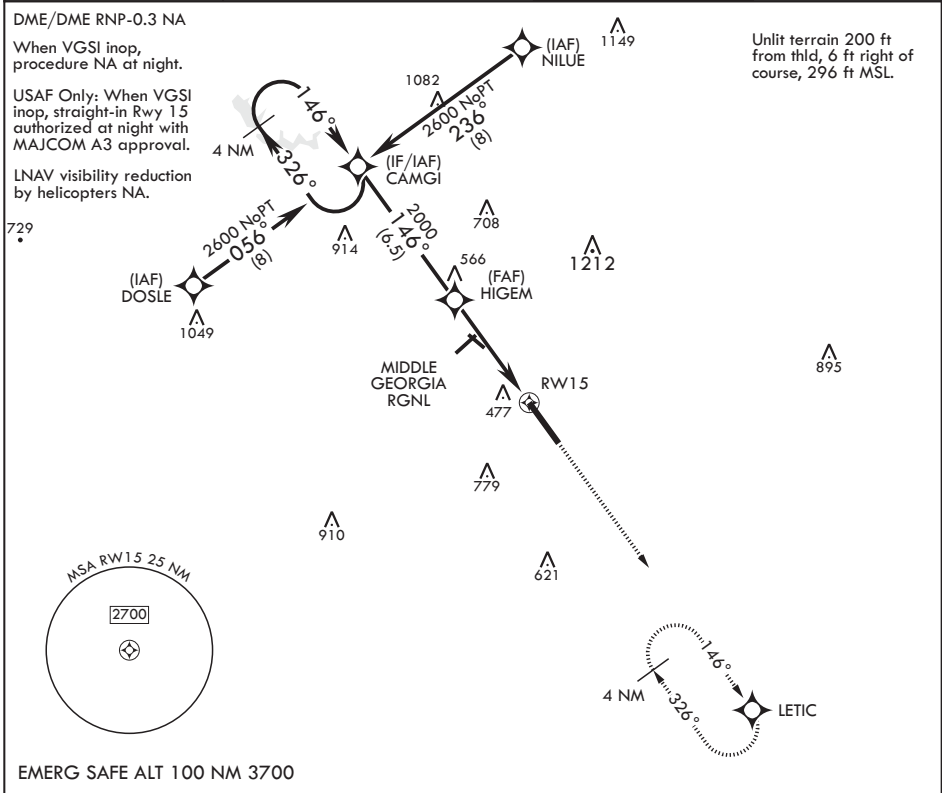 DME/DME RNP-0.3 NA
When VGSI inop,
procedure NA at night.
USAF Only: When VGSI
inop, straight-in Rwy 15
authorized at night with
MAJCOM A3 approval.
LNAV visibility reduction
by helicopters NA.
Unlit terrain 200 ft
from thld, 6 ft right of
course, 296 ft MSL.
(IAF)
NILUE
1149
1082
2600 NoPT
236°
(8)
146°
4 NM
326°
(IF/IAF)
CAMGI
729
2600 NoPT
056°
(8)
914
2000
146°
(6.5)
708
1212
(IAF)
DOSLE
1049
566
(FAF)
HIGEM
MIDDLE
GEORGIA
RGNL
RW15
477
895
779
910
621
MSA RW15 25 NM
2700
146°
4 NM
326°
LETIC
EMERG SAFE ALT 100 NM 3700